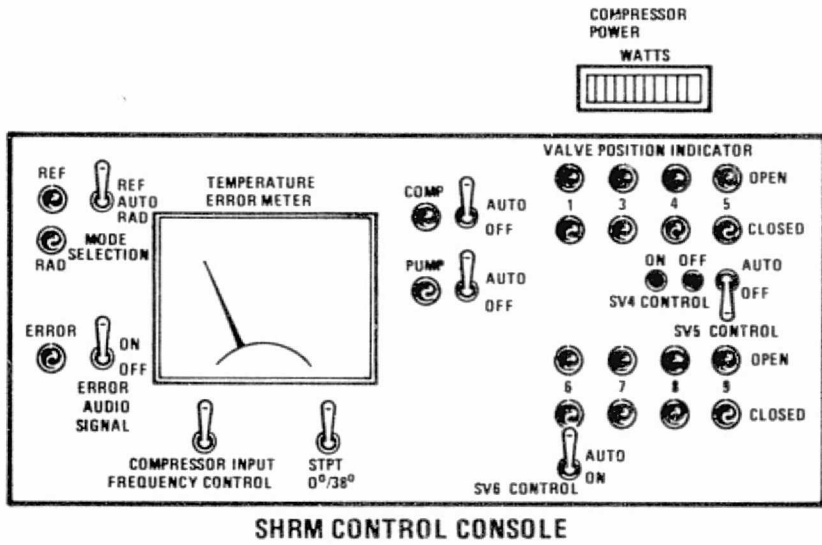 COMPRESSOR
POWER
WATTS
VALVE POSITION INDICATOR
REF
REF
AUTO
RAD
TEMPERATURE
ERROR METER
COMP
AUTO
OFF
OPEN
1 3 4 5
CLOSED
MODE
SELECTION
RAD
PUMP
AUTO
OFF
ON OFF
AUTO
OFF
SV4 CONTROL
SV5 CONTROL
ERROR
ON
OFF
ERROR
AUDIO
SIGNAL
OPEN
6 7 8 9
CLOSED
COMPRESSOR INPUT
FREQUENCY CONTROL
STPT
0°/38°
AUTO
ON
SV6 CONTROL
SHRM CONTROL CONSOLE